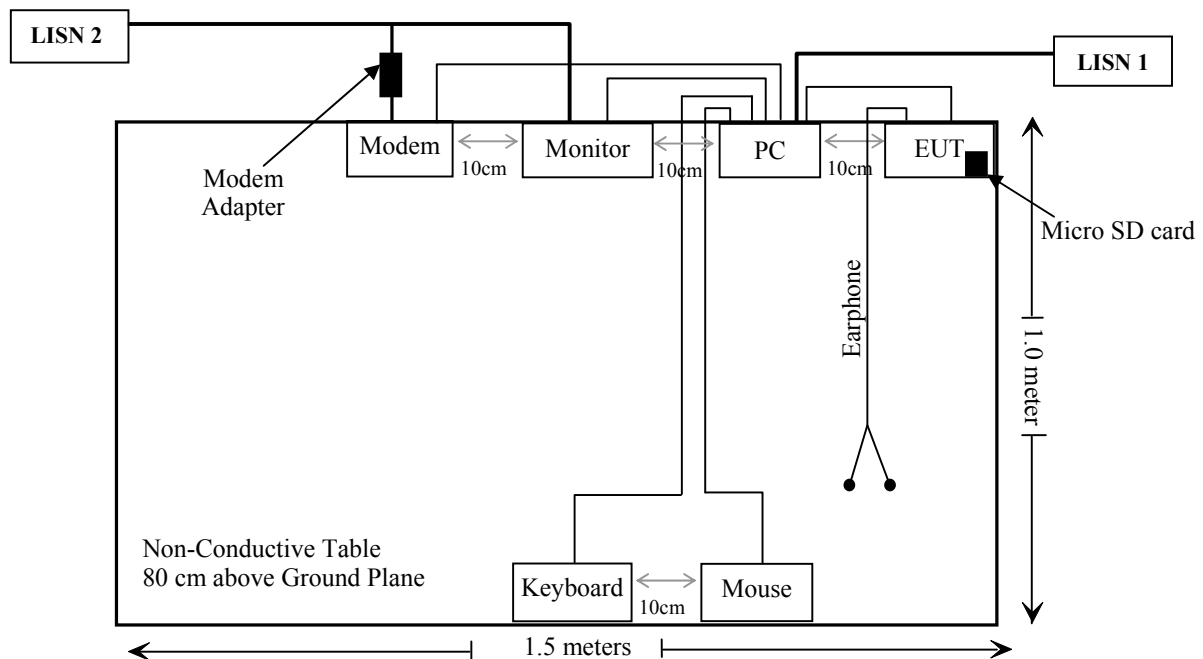 LISN 2
LISN 1
Modem
Monitor
PC
EUT
10cm
10cm
10cm
Modem
Adapter
Micro SD card
Earphone
1.0 meter
Non-Conductive Table
80 cm above Ground Plane
Keyboard
Mouse
10cm
1.5 meters